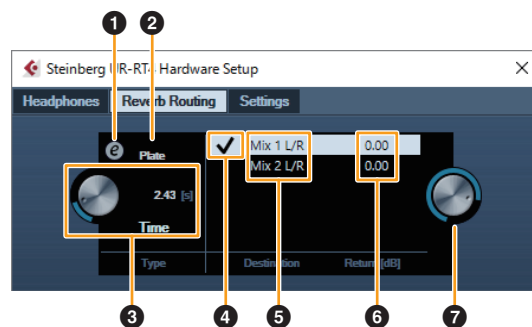 1 2
Steinberg UR-RT4 Hardware Setup
Headphones Reverb Routing Settings
e Plate Mix 1 L/R 0.00
Mix 2 L/R 0.00
2.43 [s]
Time
Type Destination Return [dB]
3 4 5 6 7